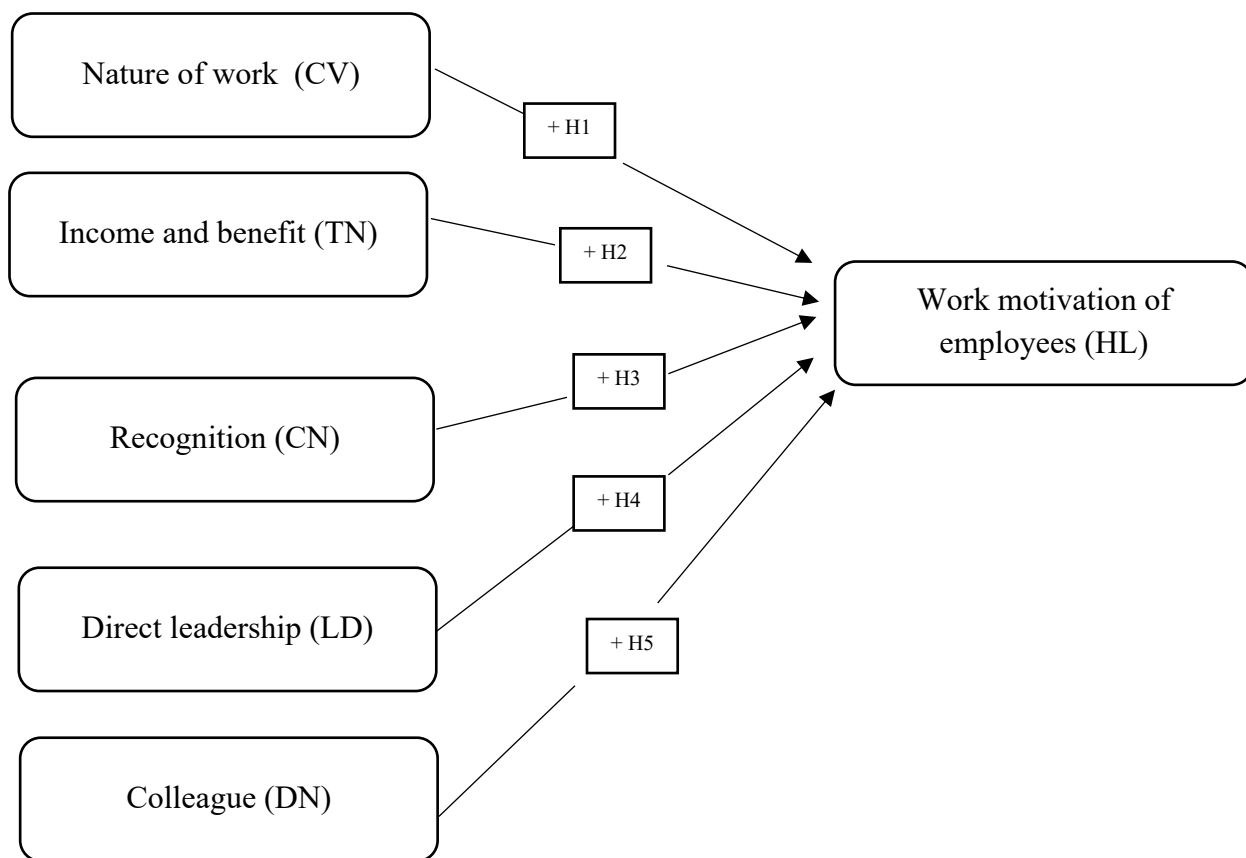 Nature of work (CV)
+ H1
Income and benefit (TN)
+ H2
Work motivation of
employees (HL)
+ H3
Recognition (CN)
+ H4
Direct leadership (LD)
+ H5
Colleague (DN)